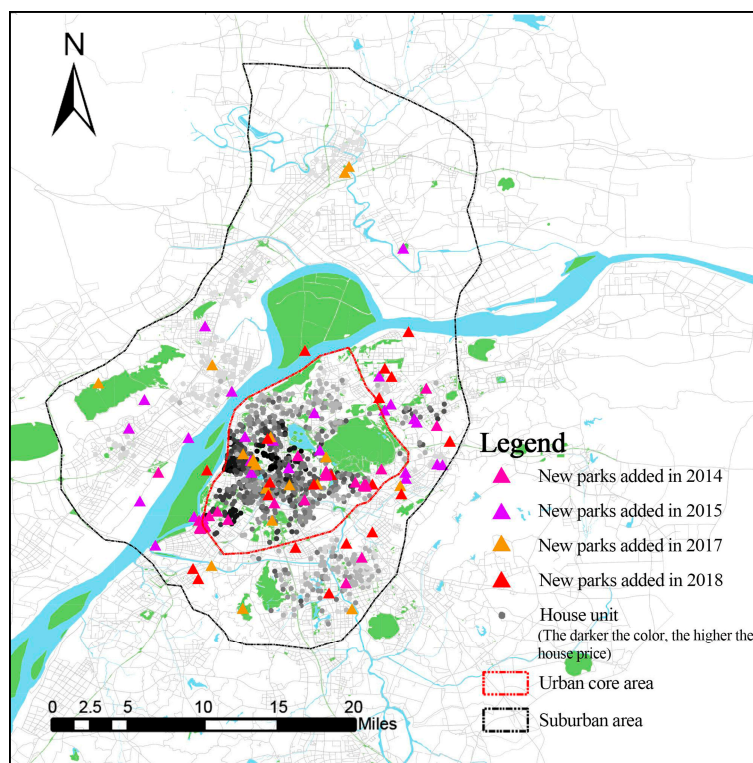 N
Legend
New parks added in 2014
New parks added in 2015
New parks added in 2017
New parks added in 2018
House unit
(The darker the color, the higher the
house price)
Urban core area
Suburban area
0 2.5 5 10 15 20
Miles